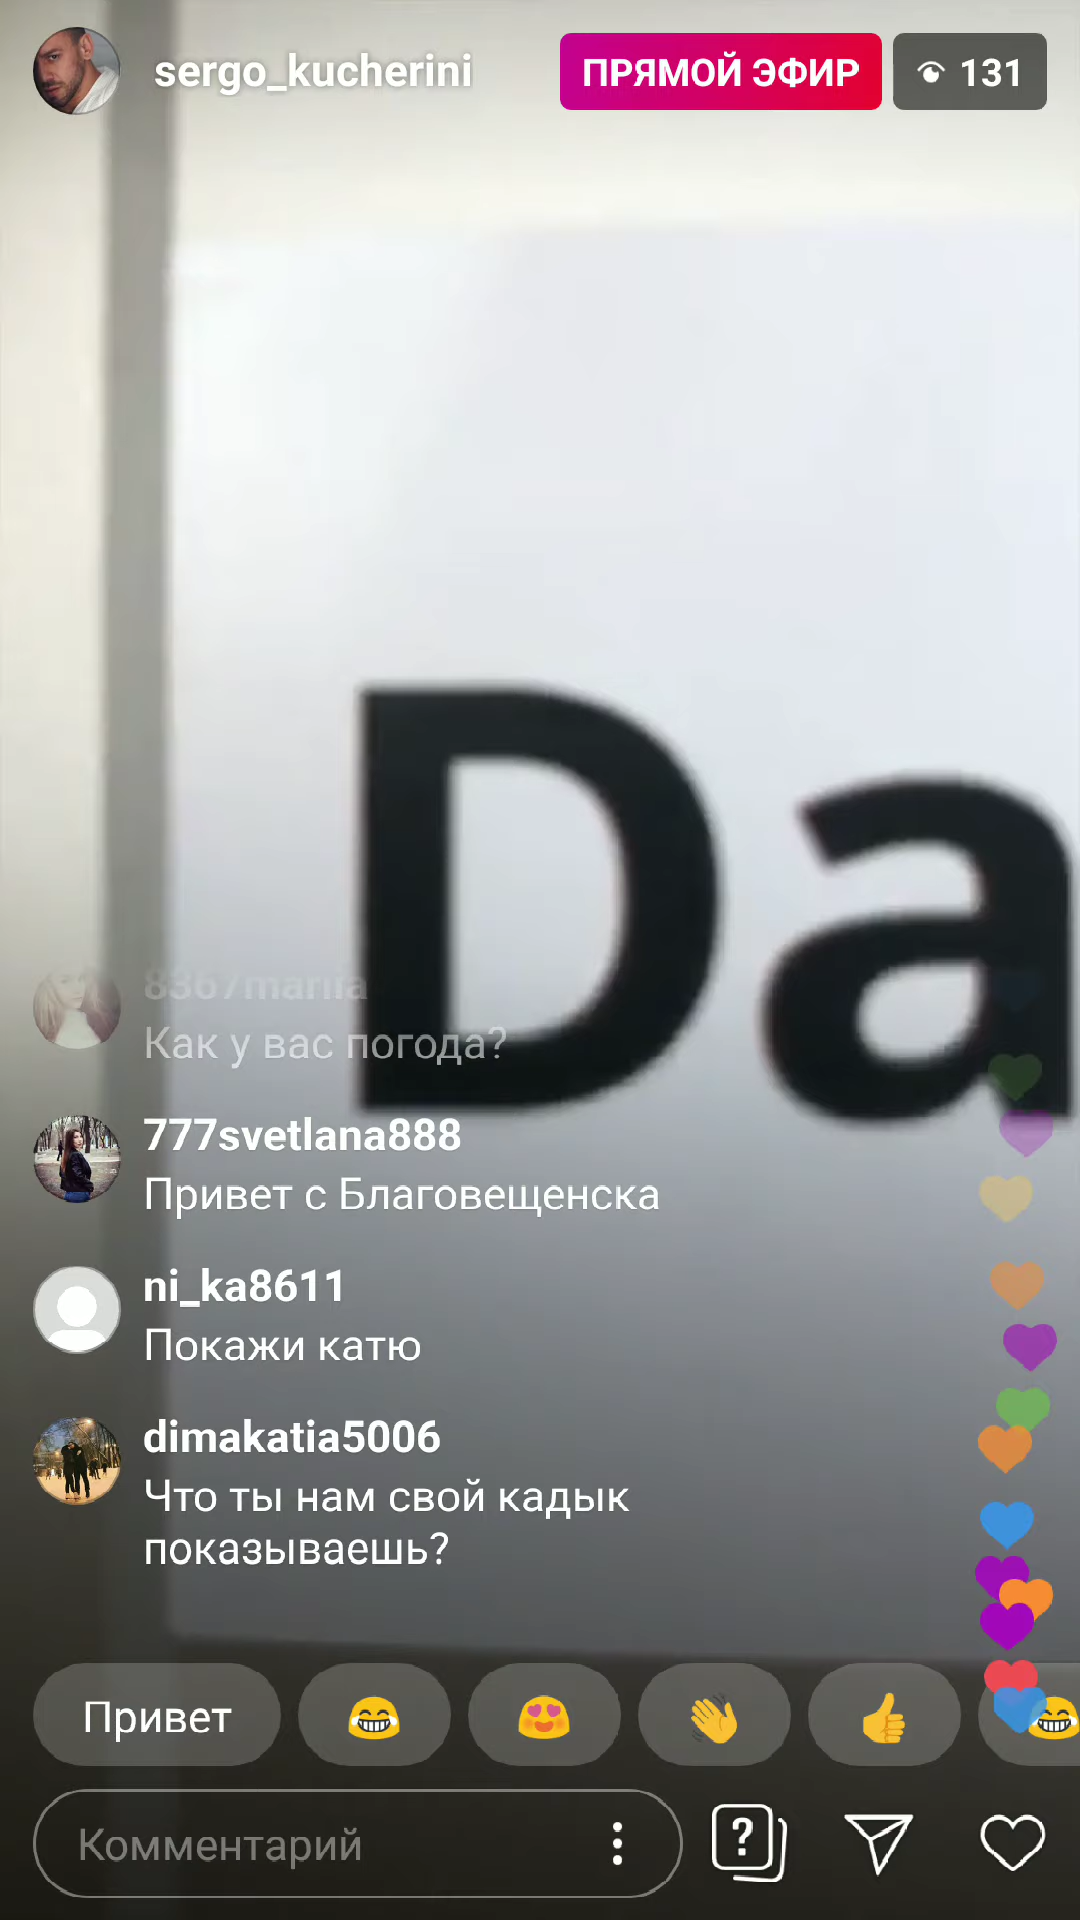 sergo_kucherini
ПРЯМОЙ ЭФИР
131
Da
8367mariia
Как у вас погода?
777svetlana888
Привет с Благовещенска
ni_ka8611
Покажи катю
dimakatia5006
Что ты нам свой кадык
показываешь?
Привет
Комментарий